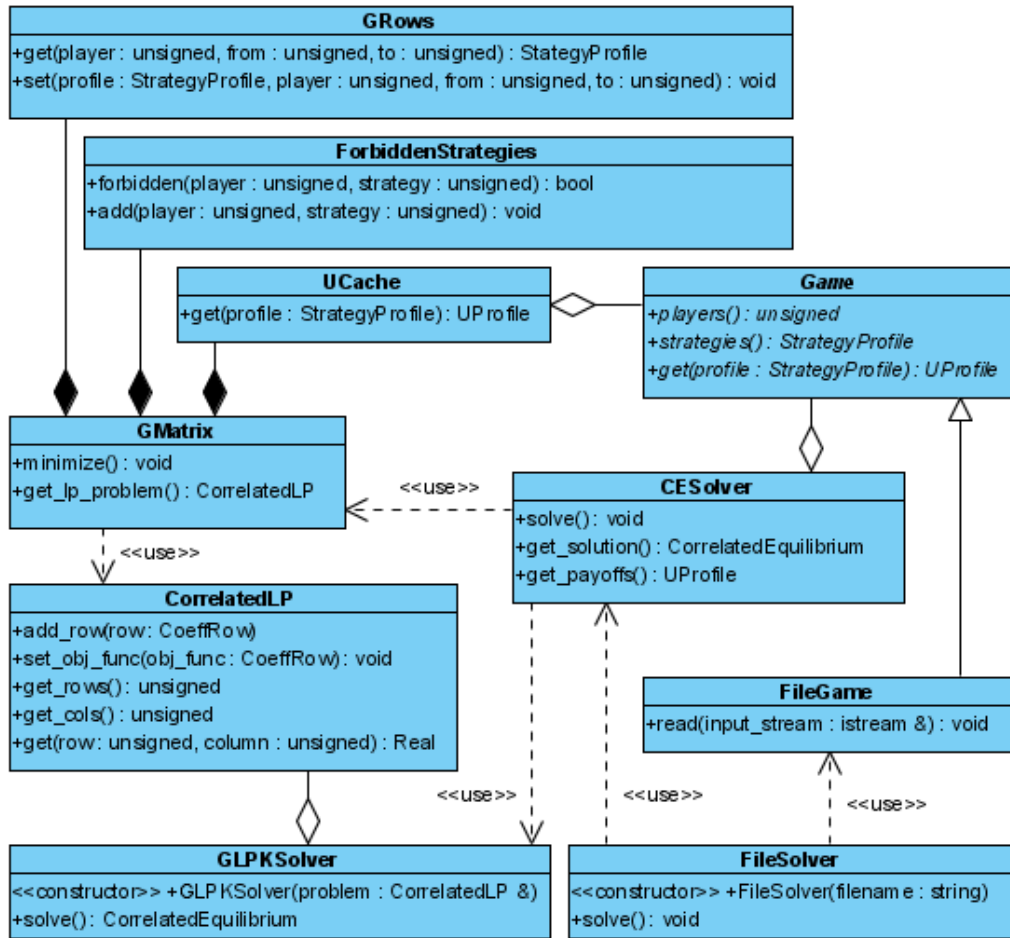 GRows
+get(player : unsigned, from : unsigned, to : unsigned) : StategyProfile
+set(profile : StrategyProfile, player : unsigned, from : unsigned, to : unsigned) : void
ForbiddenStrategies
+forbidden(player : unsigned, strategy : unsigned) : bool
+add(player : unsigned, strategy : unsigned) : void
UCache
+get(profile : StrategyProfile) : UProfile
Game
+players() : unsigned
+strategies() : StrategyProfile
+get(profile : StrategyProfile) : UProfile
GMatrix
+minimize() : void
+get_lp_problem() : CorrelatedLP
<<use>>
CESolver
+solve() : void
+get_solution() : CorrelatedEquilibrium
+get_payoffs() : UProfile
<<use>>
CorrelatedLP
+add_row(row : CoeffRow)
+set_obj_func(obj_func : CoeffRow) : void
+get_rows() : unsigned
+get_cols() : unsigned
+get(row : unsigned, column : unsigned) : Real
FileGame
+read(input_stream : istream &) : void
<<use>>
<<use>>
<<use>>
GLPKSolver
<<constructor>> +GLPKSolver(problem : CorrelatedLP &)
+solve() : CorrelatedEquilibrium
FileSolver
<<constructor>> +FileSolver(filename : string)
+solve() : void